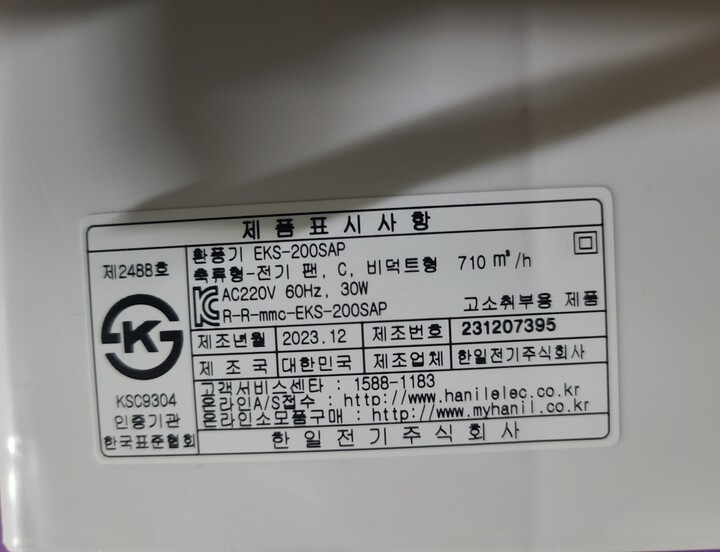 제품표시사항
제2488호
KSC9304
인증기관
한국표준협회
환풍기 EKS-200SAP
축류형-전기 팬, C, 비덕트형 710 m³/h
AC220V 60Hz, 30W
R-R-mmc-EKS-200SAP 고소취부용 제품
제조년월 2023.12 제조번호 231207395
제 조 국 대한민국 제조업체 한일전기주식회사
고객서비스센타 : 1588-1183
온라인A/S접수 : http://www.hanilelec.co.kr
온라인소모품구매 : http://www.myhanil.co.kr
한일전기주식회사